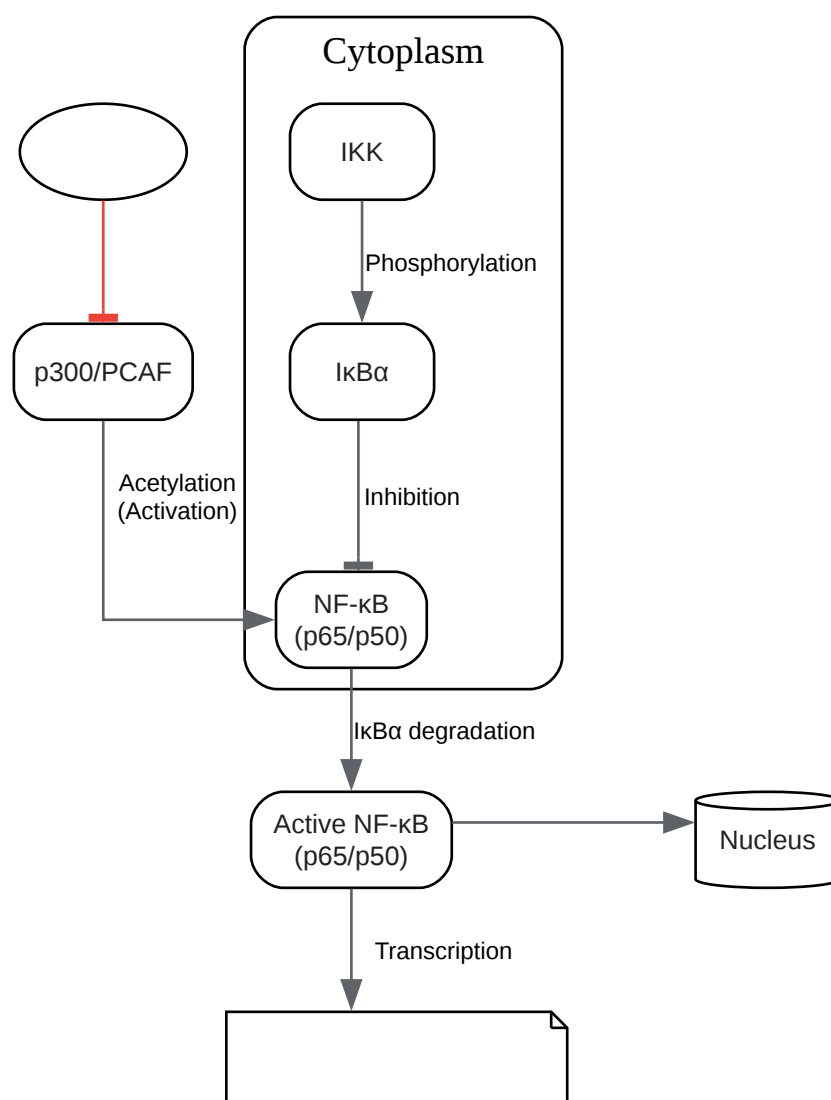 Cytoplasm
IKK
Phosphorylation
p300/PCAF
IκBα
Acetylation
(Activation)
Inhibition
NF-κB
(p65/p50)
IκBα degradation
Active NF-κB
(p65/p50)
Nucleus
Transcription